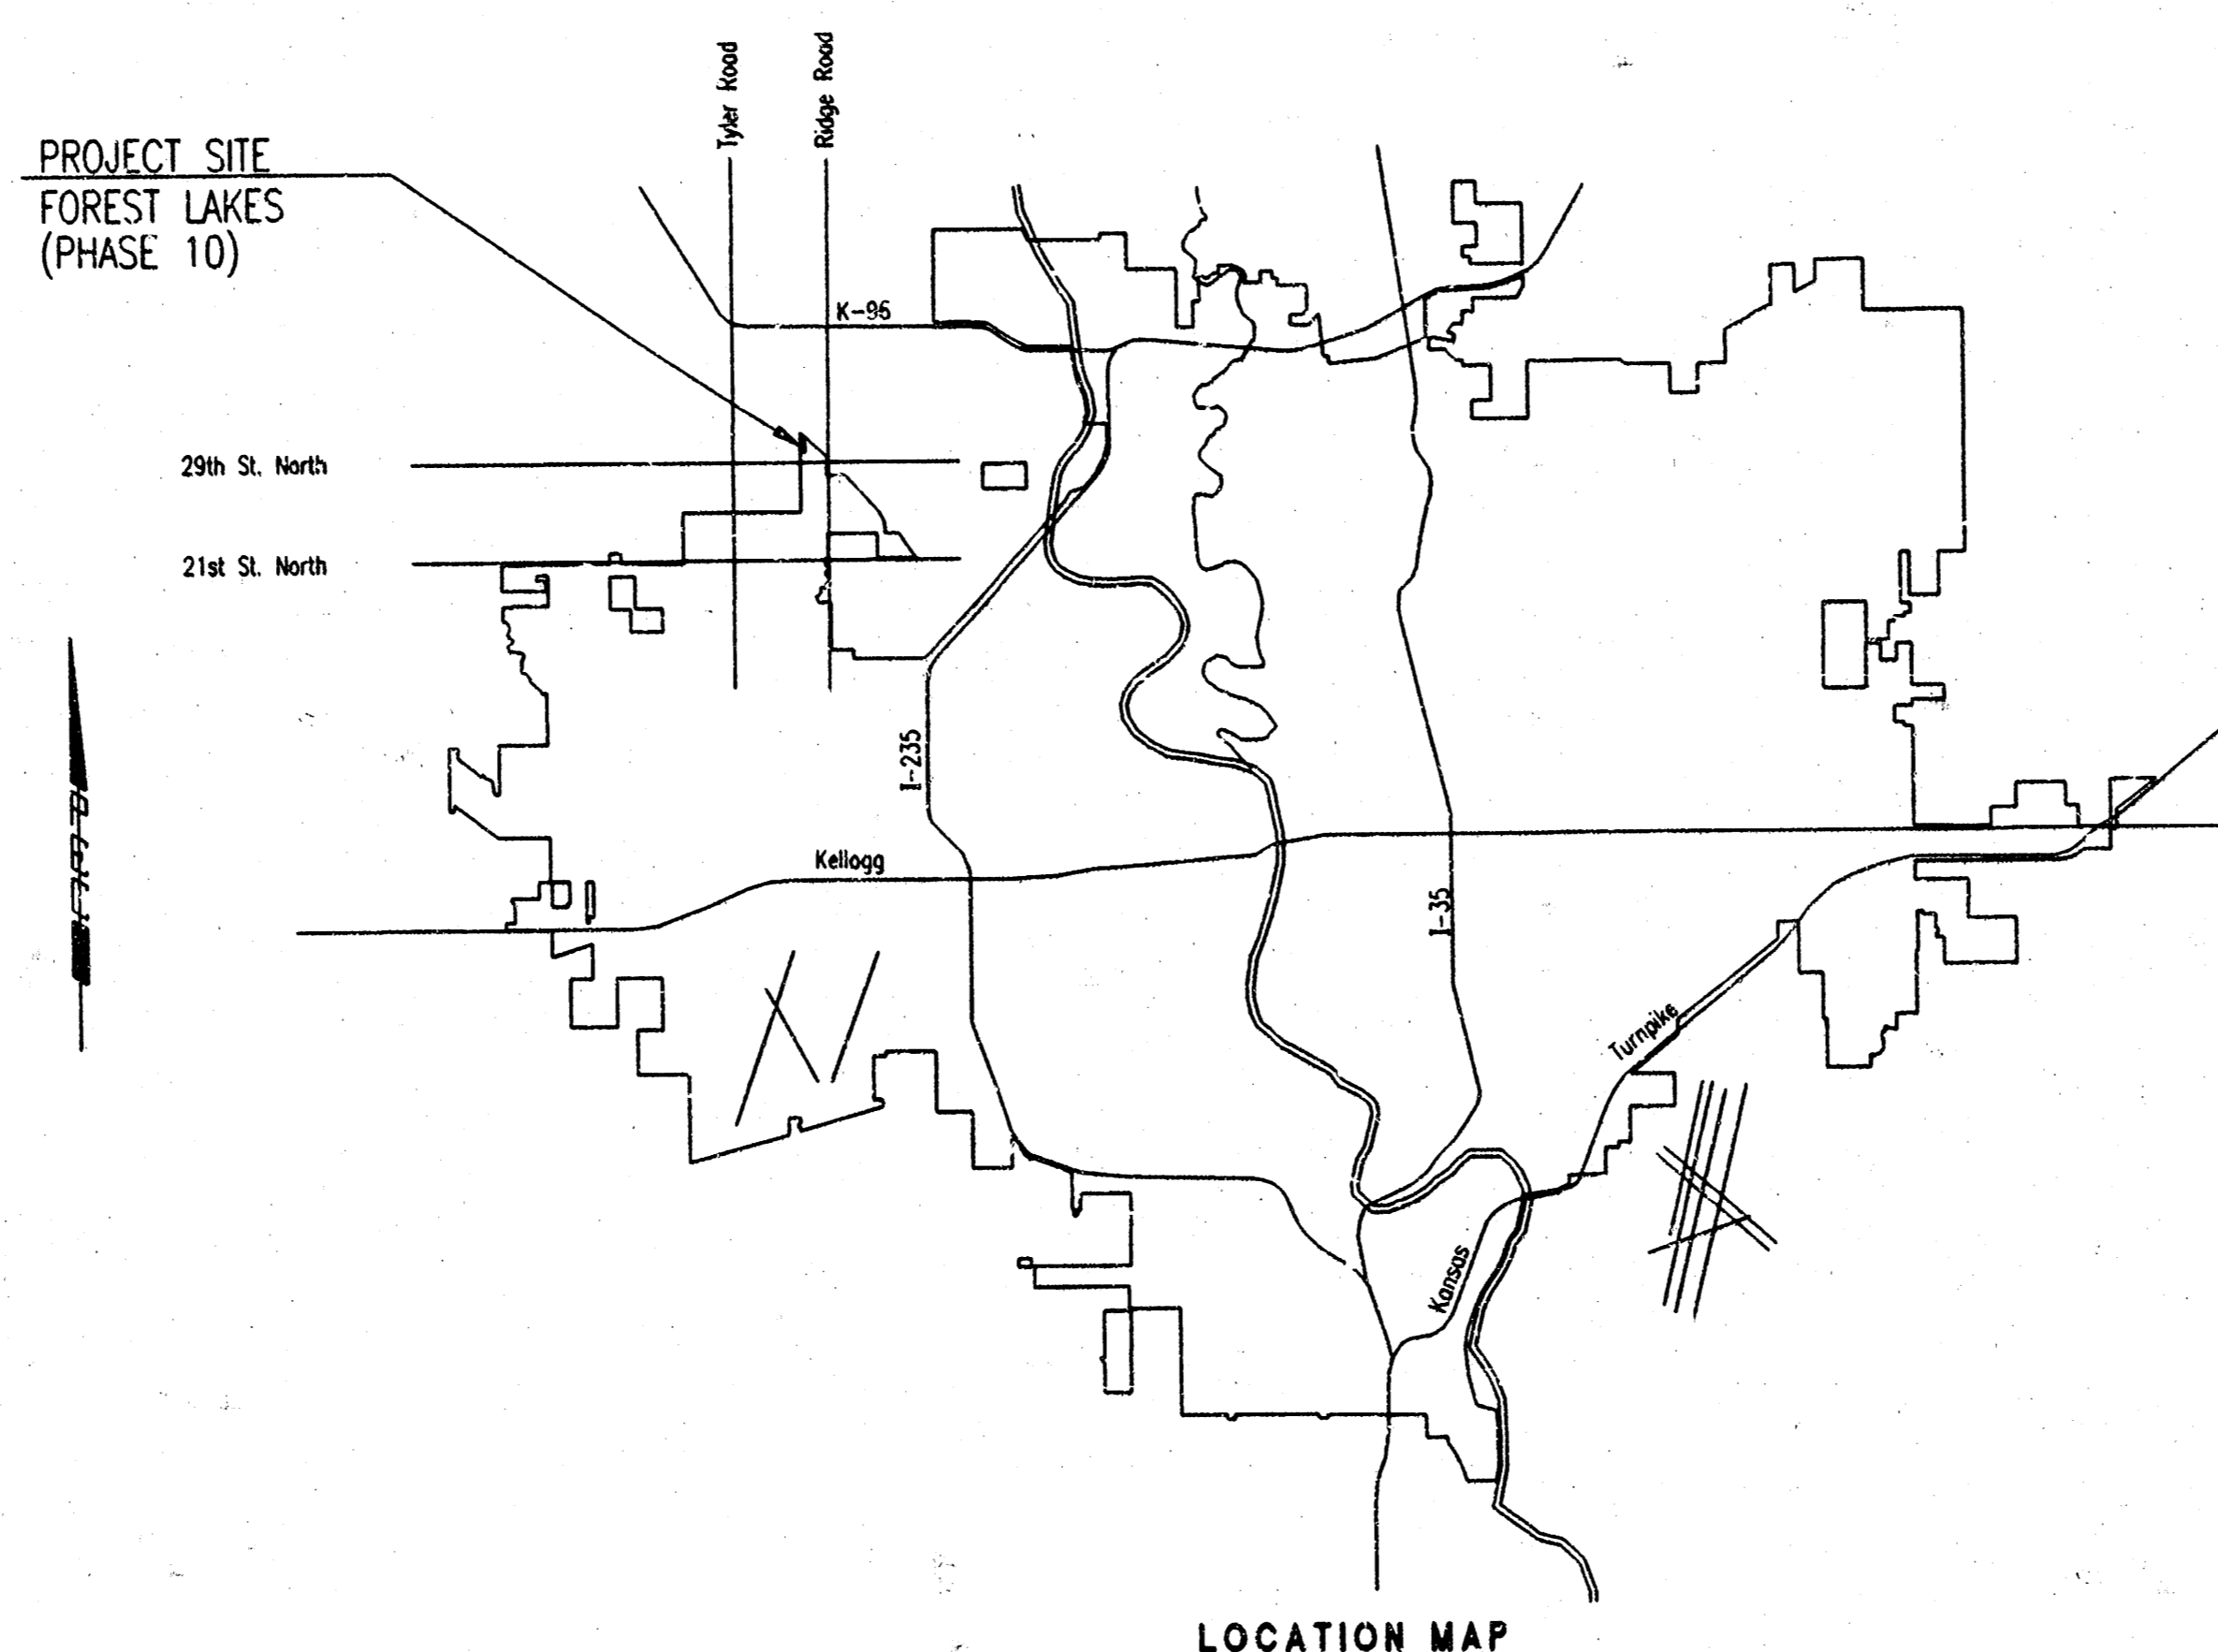 Tyler Road
Ridge Road
PROJECT SITE
FOREST LAKES
(PHASE 10)
K-96
29th St. North
21st St. North
I-235
Kellogg
I-35
Turnpike
Kansas
LOCATION MAP